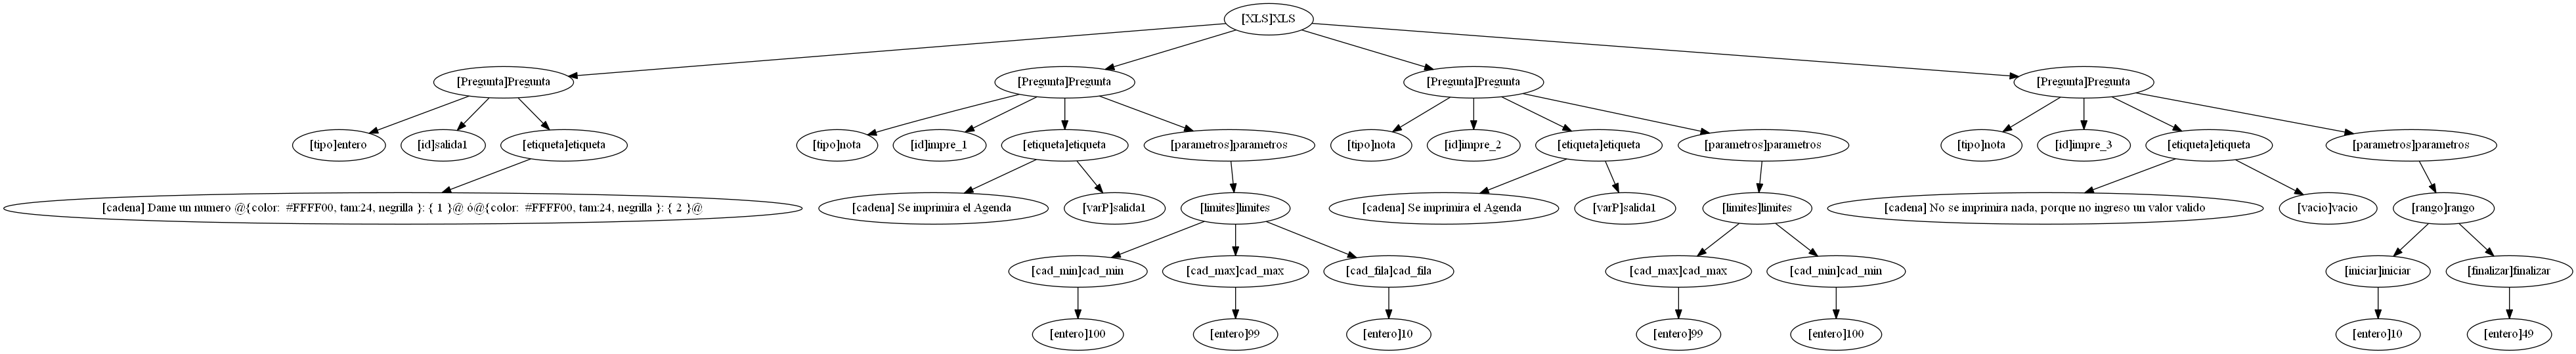 [XLS]XLS
[Pregunta]Pregunta
[Pregunta]Pregunta
[Pregunta]Pregunta
[Pregunta]Pregunta
[tipo]entero
[id]salida1
[etiqueta]etiqueta
[tipo]nota
[id]impre_1
[etiqueta]etiqueta
[parametros]parametros
[tipo]nota
[id]impre_2
[etiqueta]etiqueta
[parametros]parametros
[tipo]nota
[id]impre_3
[etiqueta]etiqueta
[parametros]parametros
[cadena] Dame un numero @{color: #FFFF00, tam:24, negrilla }: { 1 }@ ó@{color: #FFFF00, tam:24, negrilla }: { 2 }@
[cadena] Se imprimira el Agenda
[varP]salida1
[limites]limites
[cadena] Se imprimira el Agenda
[varP]salida1
[limites]limites
[cadena] No se imprimira nada, porque no ingreso un valor valido
[vacio]vacio
[rango]rango
[cad_min]cad_min
[cad_max]cad_max
[cad_fila]cad_fila
[cad_max]cad_max
[cad_min]cad_min
[iniciar]iniciar
[finalizar]finalizar
[entero]100
[entero]99
[entero]10
[entero]99
[entero]100
[entero]10
[entero]49